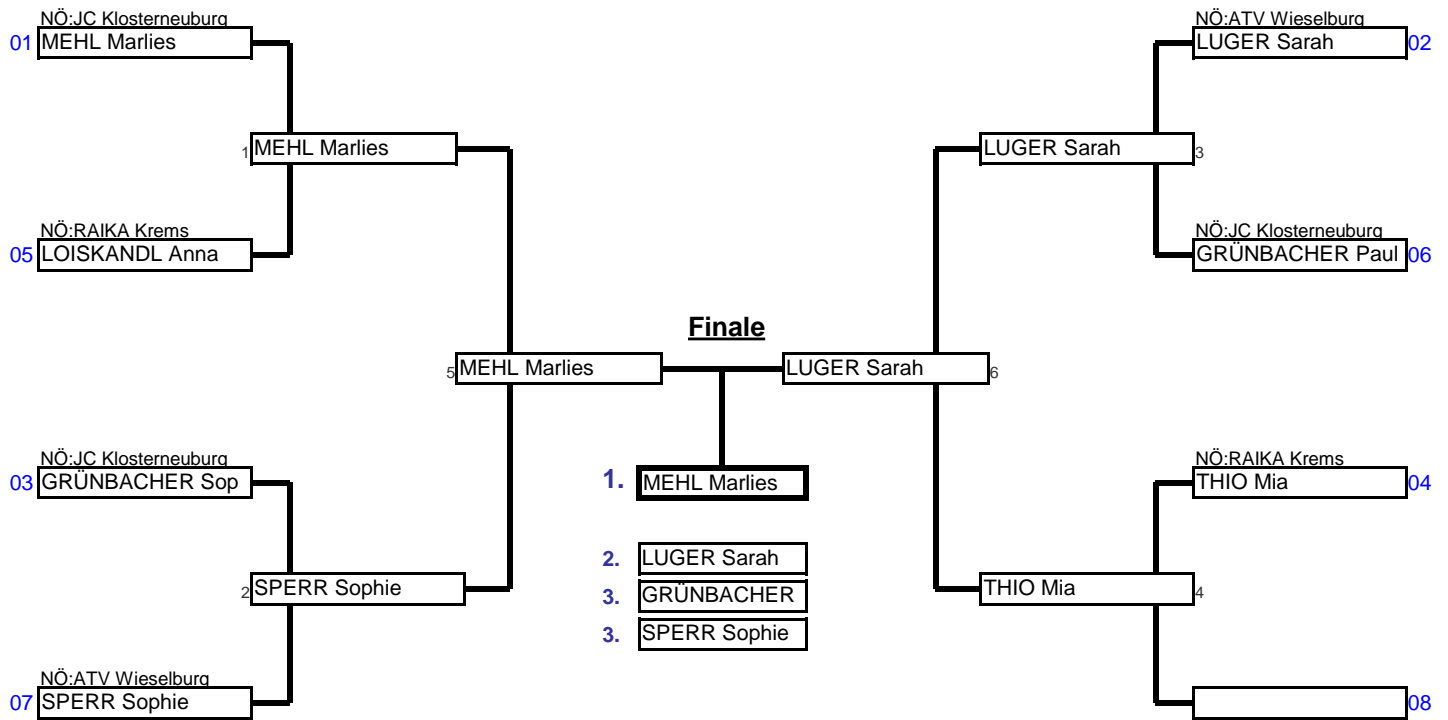 NÖ:JC Klosterneuburg
01 MEHL Marlies
NÖ:ATV Wieselburg
LUGER Sarah 02
1 MEHL Marlies
LUGER Sarah 3
NÖ:RAIKA Krems
05 LOISKANDL Anna
NÖ:JC Klosterneuburg
GRÜNBACHER Paul 06
Finale
5 MEHL Marlies
LUGER Sarah 6
NÖ:JC Klosterneuburg
03 GRÜNBACHER Sop
1. MEHL Marlies
NÖ:RAIKA Krems
THIO Mia 04
2. LUGER Sarah
2 SPERR Sophie
3. GRÜNBACHER
THIO Mia 4
3. SPERR Sophie
NÖ:ATV Wieselburg
07 SPERR Sophie
08